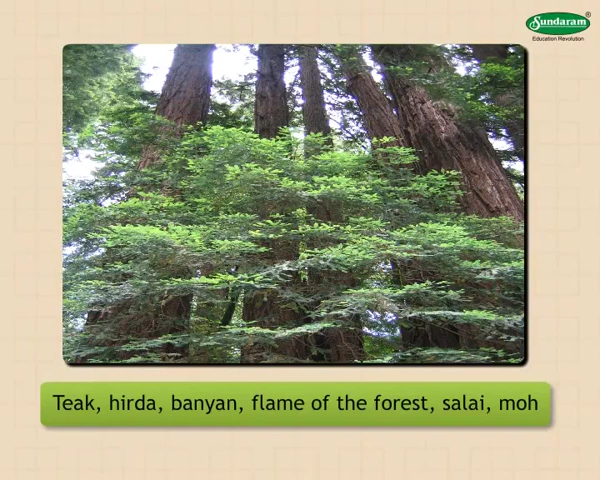 Sundaram®
Education Revolution
Teak, hirda, banyan, flame of the forest, salai, moh